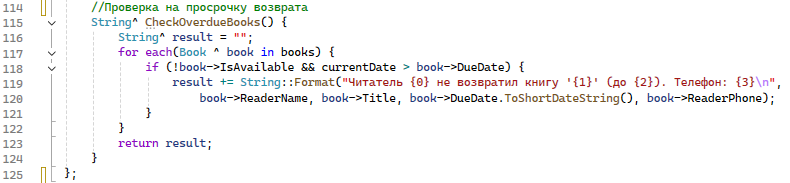 114 //Проверка на просрочку возврата
115 String^ CheckOverdueBooks() {
116 String^ result = "";
117 for each(Book ^ book in books) {
118 if (!book->IsAvailable && currentDate > book->DueDate) {
119 result += String::Format("Читатель {0} не возвратил книгу '{1}' (до {2}). Телефон: {3}\n",
120 book->ReaderName, book->Title, book->DueDate.ToShortDateString(), book->ReaderPhone);
121 }
122 }
123 return result;
124 }
125 };